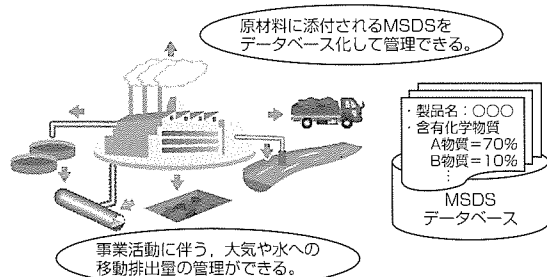 原材料に添付されるMSDSを
データベース化して管理できる。
・製品名：○○○
・含有化学物質
A物質=70%
B物質=10%
⋮
MSDS
データベース
事業活動に伴う，大気や水への
移動排出量の管理ができる。